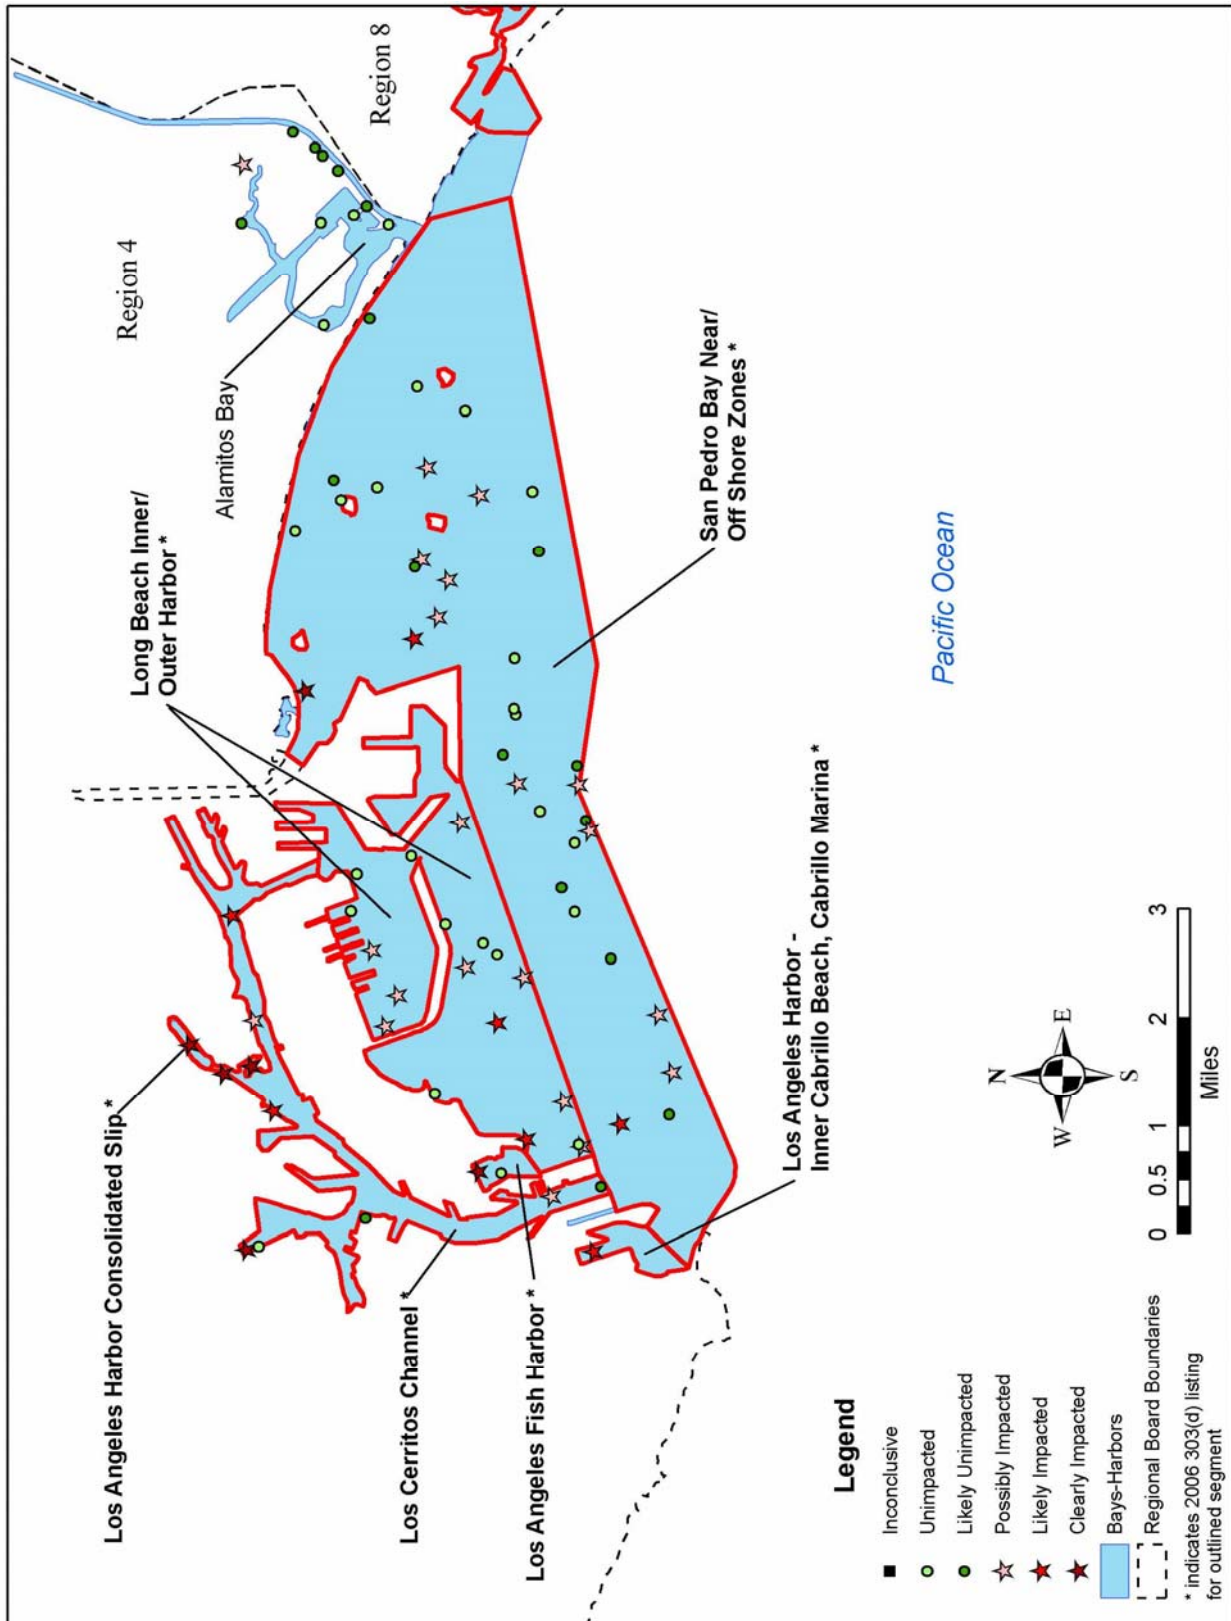 Region 8
Region 4
Alamitos Bay
Long Beach Inner/
Outer Harbor *
San Pedro Bay Near/
Off Shore Zones *
Pacific Ocean
Los Angeles Harbor Consolidated Slip *
Los Cerritos Channel *
Los Angeles Fish Harbor *
Los Angeles Harbor -
Inner Cabrillo Beach, Cabrillo Marina *
N
W
E
S
0 0.5 1 2 3
Miles
Legend
Inconclusive
Unimpacted
Likely Unimpacted
Possibly Impacted
Likely Impacted
Clearly Impacted
Bays-Harbors
Regional Board Boundaries
* indicates 2006 303(d) listing
for outlined segment